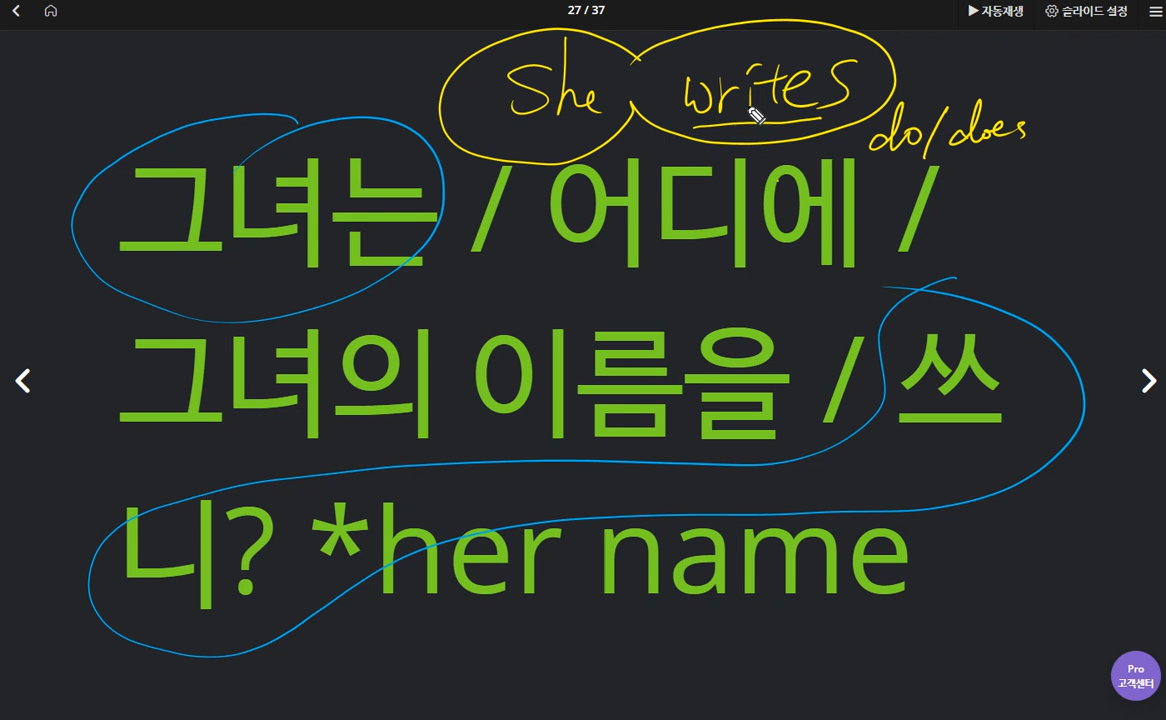 27 / 37
▶ 자동재생
슬라이드 설정
She writes
do/does
그녀는 / 어디에 /
그녀의 이름을 / 쓰
니? *her name
Pro
고객센터